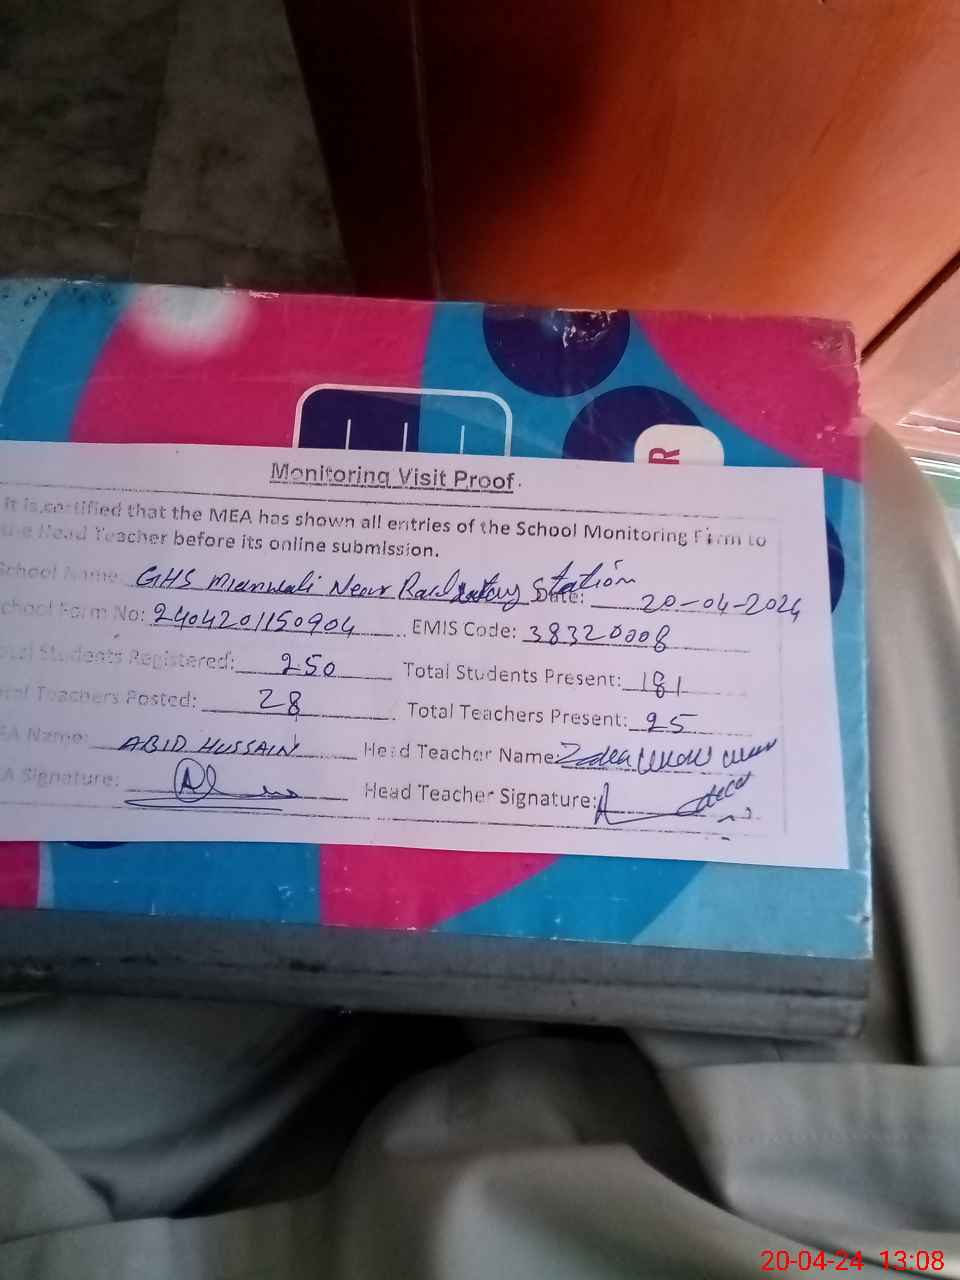 R
Monitoring Visit Proof.
It is certified that the MEA has shown all entries of the School Monitoring Form to
the Head Teacher before its online submission.
School Name: GHS Mianwali Near Railway Station Date: 20-04-2024
School Form No: 2404201150904 EMIS Code: 38320008
Total Students Registered: 250 Total Students Present: 181
Total Teachers Posted: 28 Total Teachers Present: 25
EA Name: ABID HUSSAIN Head Teacher Name:
A Signature: Head Teacher Signature:
20-04-24 13:08